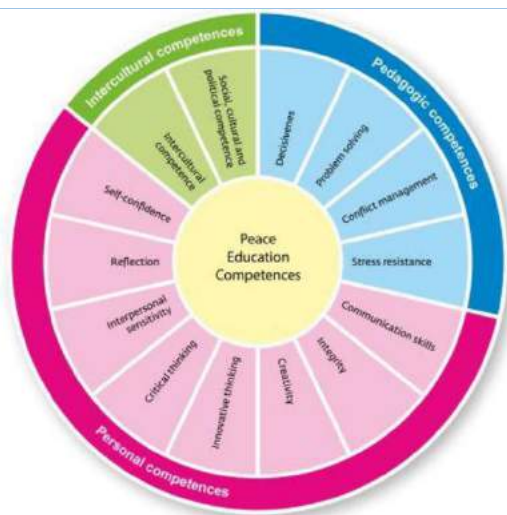 Peace
Education
Competences
Pedagogic competences
Decisivenes
Problem solving
Conflict management
Stress resistance
Personal competences
Communication skills
Integrity
Creativity
Innovative thinking
Critical thinking
Interpersonal
sensitivity
Reflection
Self-confidence
Intercultural competences
Intercultural
competence
Social, cultural and
political competence